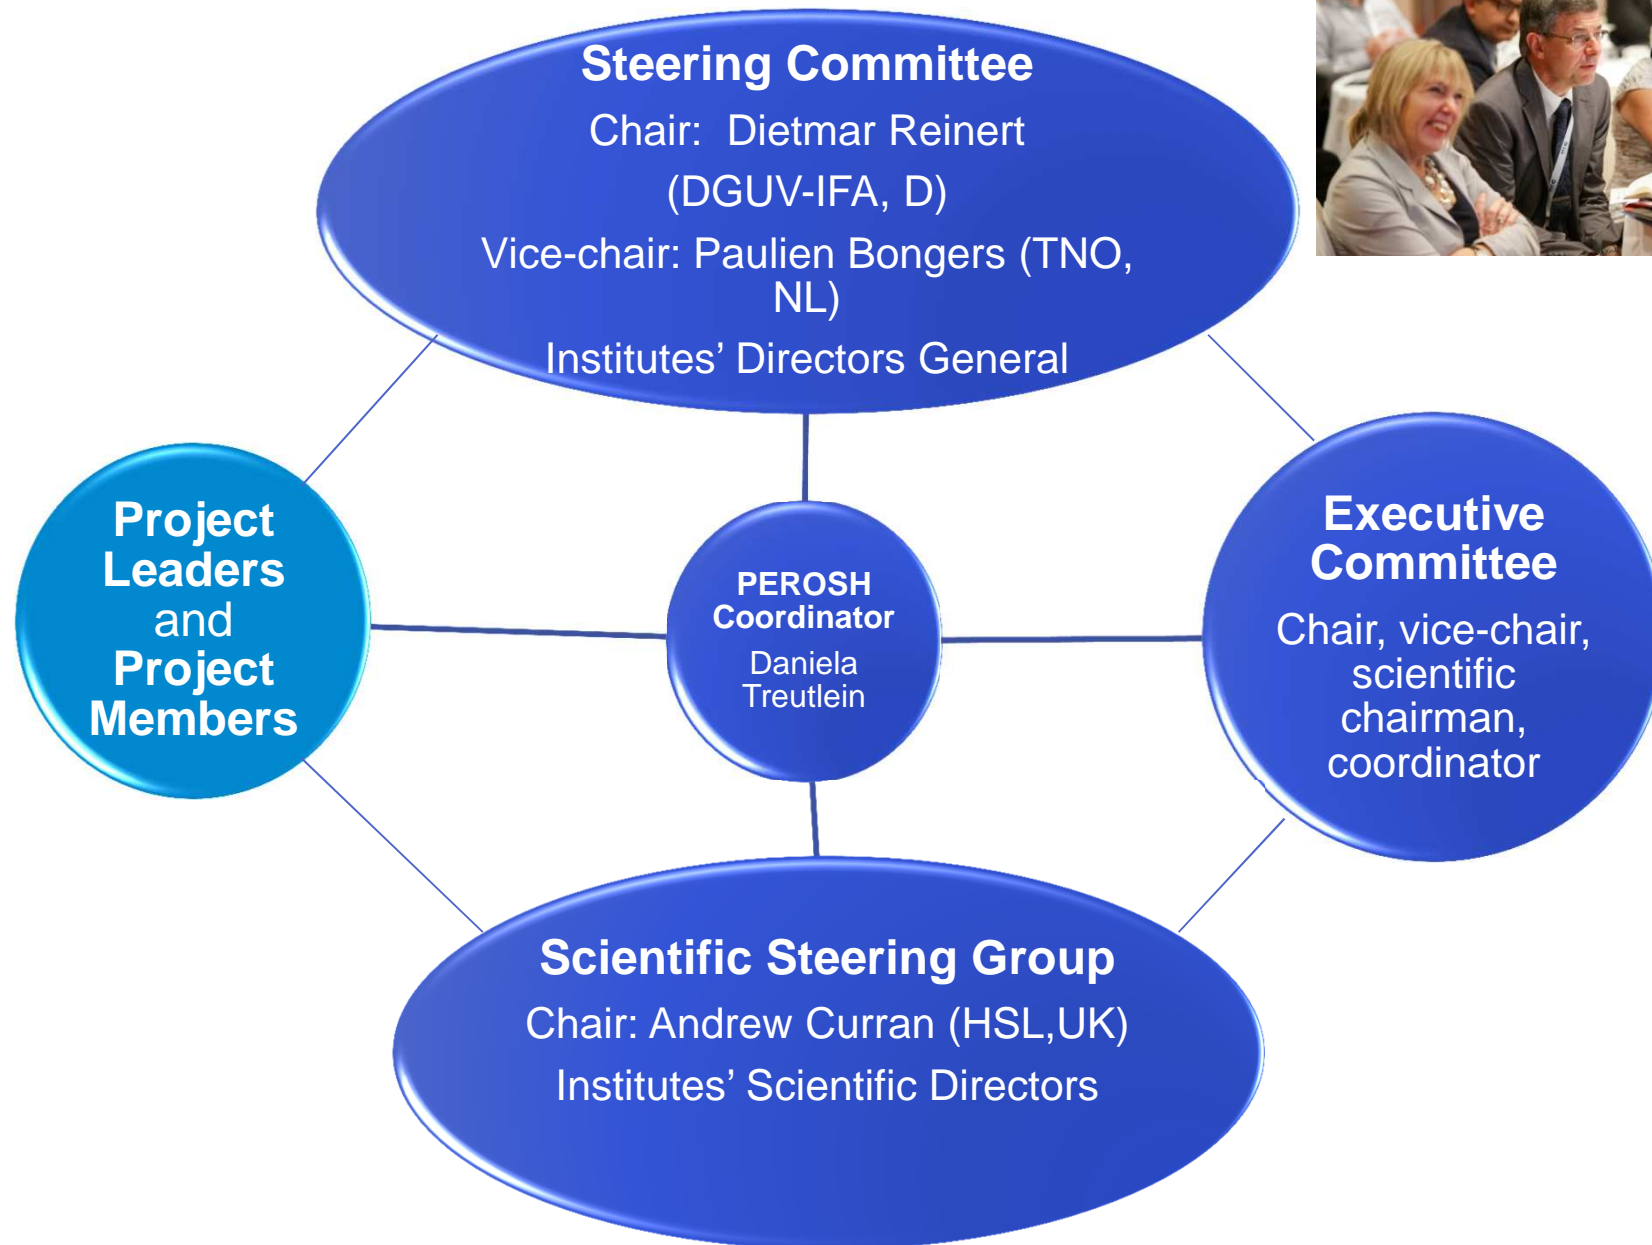 Steering Committee
Chair:  Dietmar Reinert
(DGUV-IFA, D)
Vice-chair: Paulien Bongers (TNO,
NL)
Institutes’ Directors General
Project
Leaders
and
Project
Members
PEROSH
Coordinator
Daniela
Treutlein
Executive
Committee
Chair, vice-chair,
scientific
chairman,
coordinator
Scientific Steering Group
Chair: Andrew Curran (HSL,UK)
Institutes’ Scientific Directors